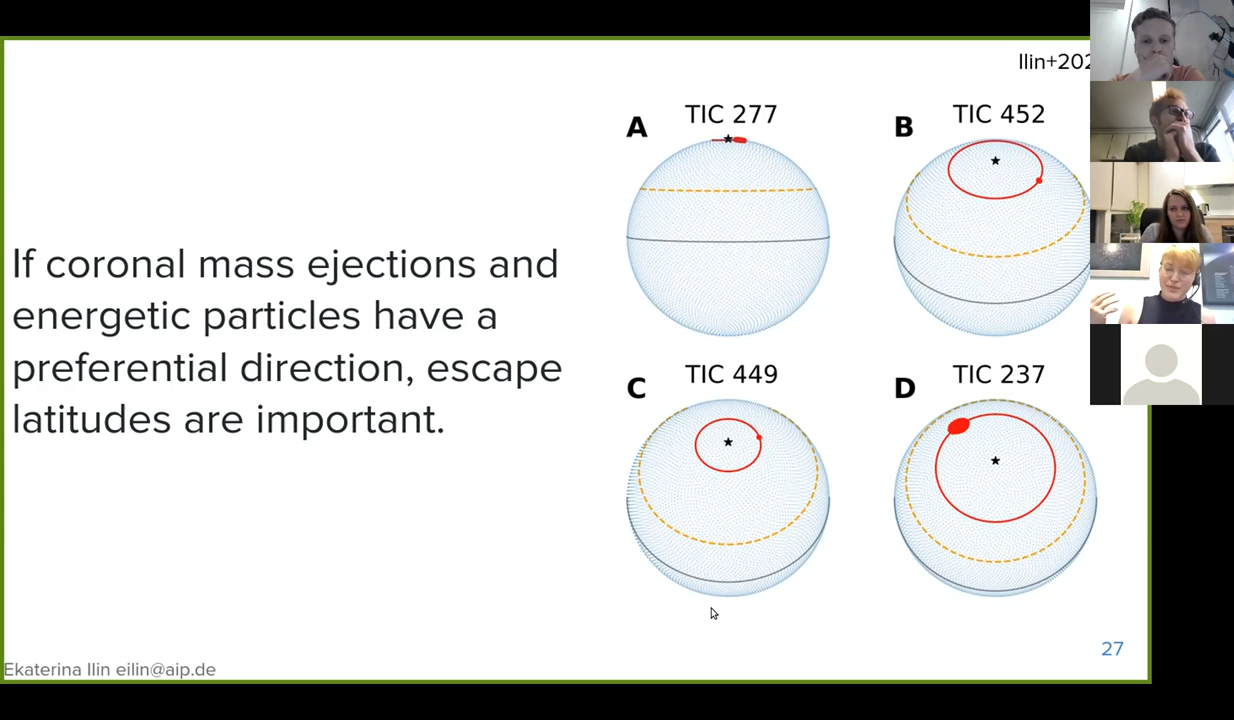 Ilin+202
A
TIC 277
B
TIC 452
If coronal mass ejections and
energetic particles have a
preferential direction, escape
latitudes are important.
C
TIC 449
D
TIC 237
27
Ekaterina Ilin eilin@aip.de